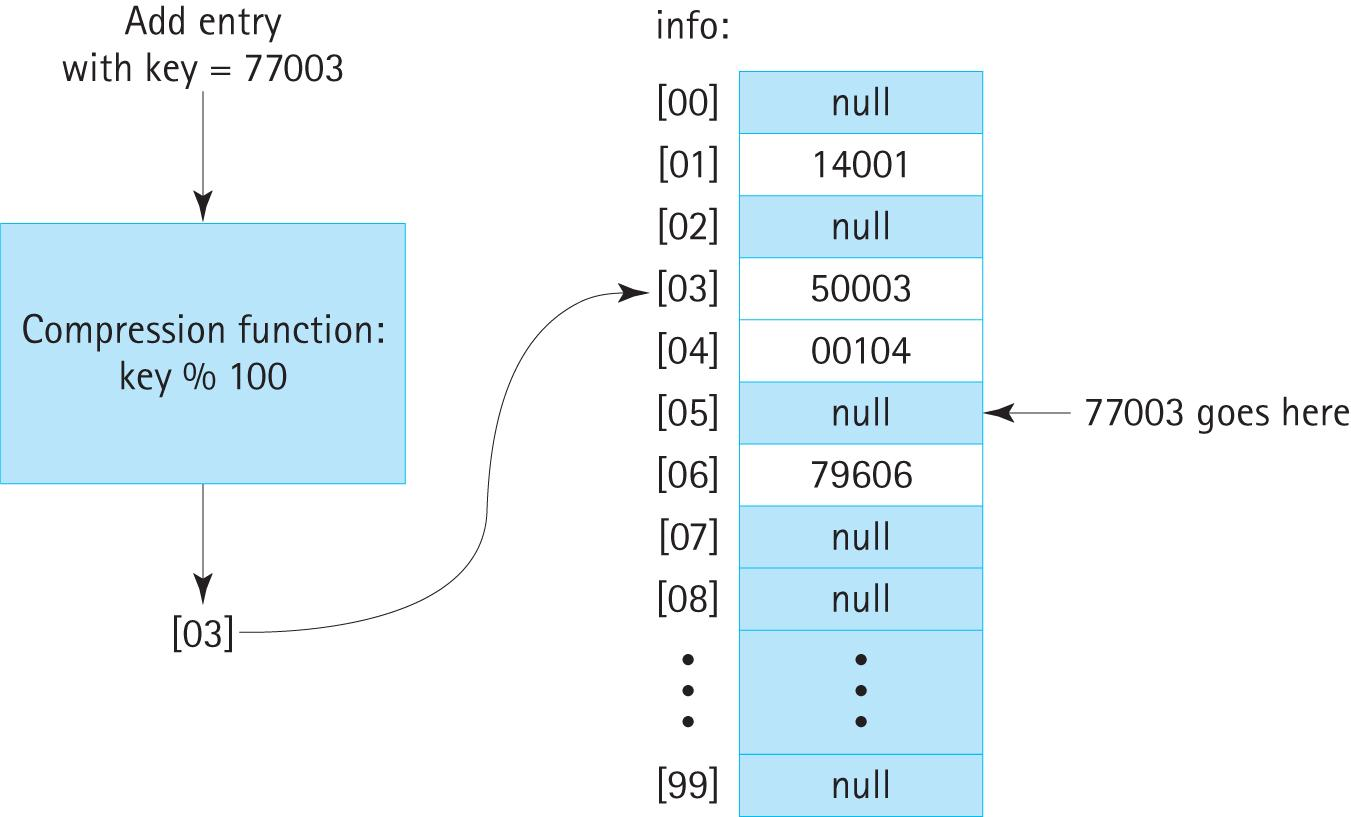 Add entry
with key = 77003
Compression function:
key % 100
[03]
info:
[00] null
[01] 14001
[02] null
[03] 50003
[04] 00104
[05] null
77003 goes here
[06] 79606
[07] null
[08] null
[99] null